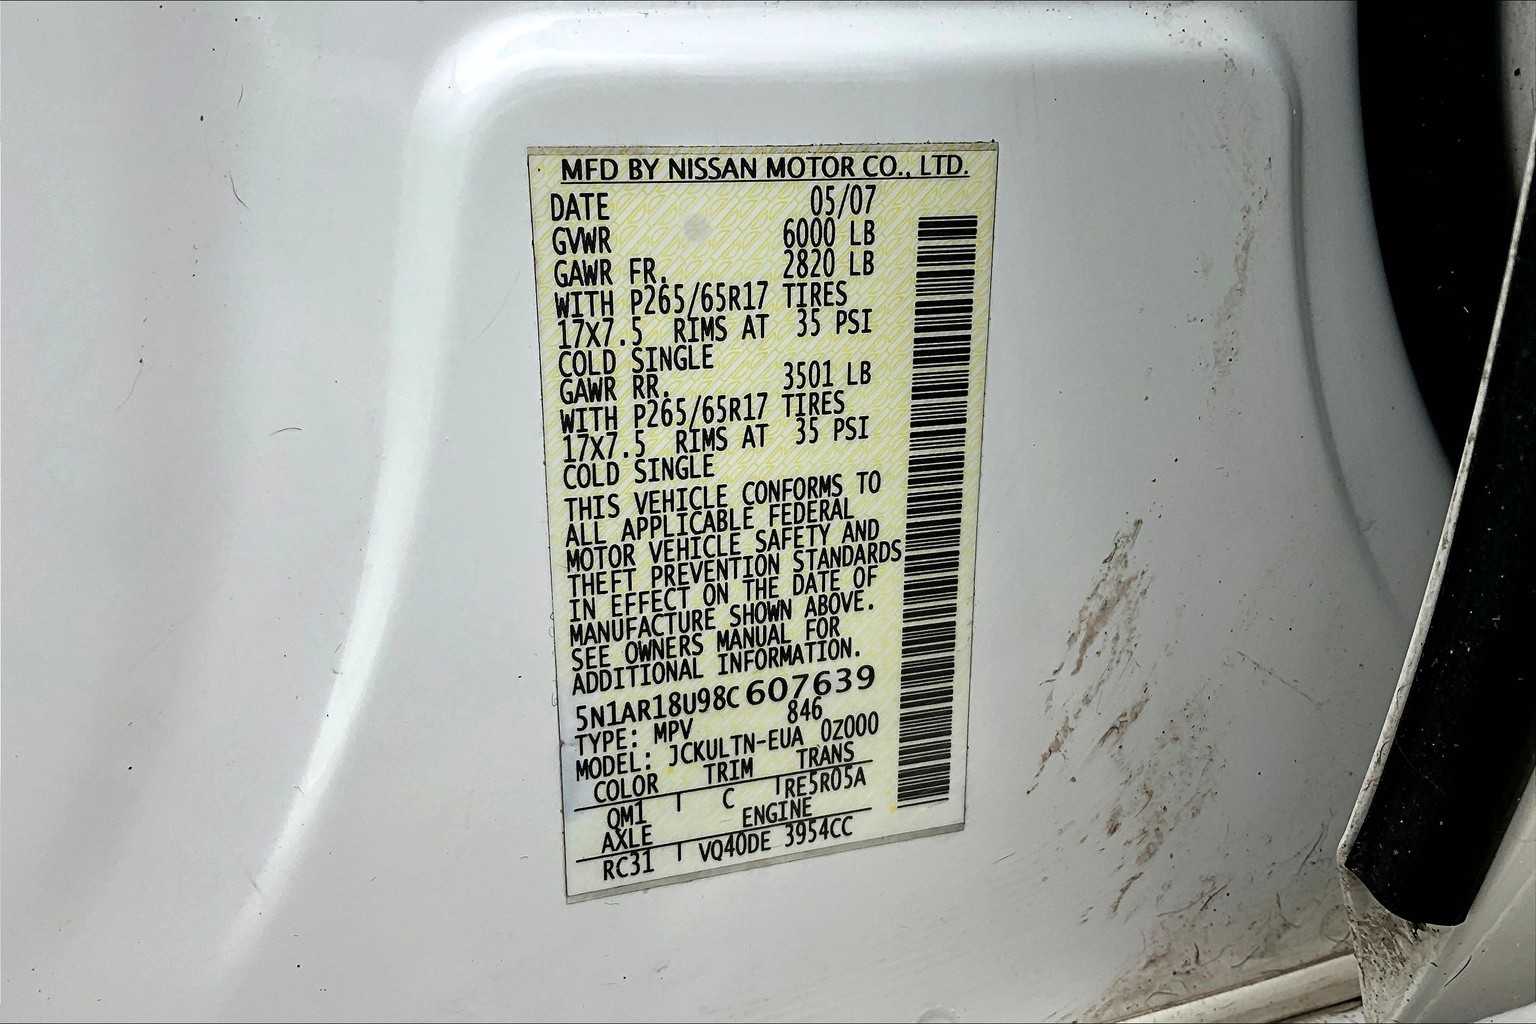 MFD BY NISSAN MOTOR CO., LTD.
DATE 05/07
GVWR 6000 LB
GAWR FR. 2820 LB
WITH P265/65R17 TIRES
17X7.5 RIMS AT 35 PSI
COLD SINGLE
GAWR RR. 3501 LB
WITH P265/65R17 TIRES
17X7.5 RIMS AT 35 PSI
COLD SINGLE
THIS VEHICLE CONFORMS TO
ALL APPLICABLE FEDERAL
MOTOR VEHICLE SAFETY AND
THEFT PREVENTION STANDARDS
IN EFFECT ON THE DATE OF
MANUFACTURE SHOWN ABOVE.
SEE OWNERS MANUAL FOR
ADDITIONAL INFORMATION.
5N1AR18U98C 607639
TYPE: MPV 846
MODEL: JCKULTN-EUA 0Z000
COLOR TRIM TRANS
QM1 C RE5R05A
AXLE ENGINE
RC31 VQ40DE 3954CC